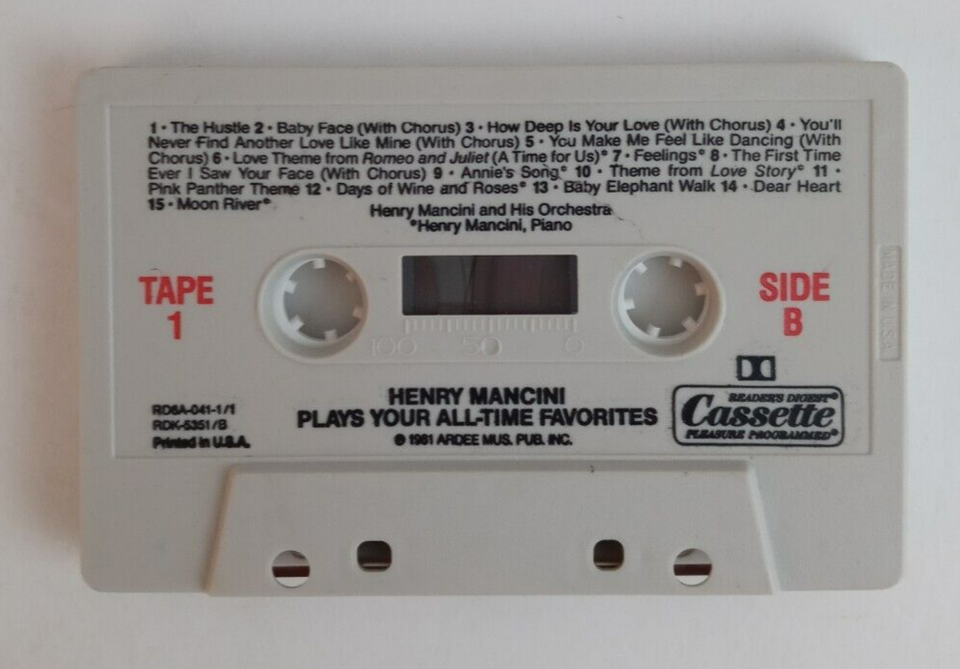 1 • The Hustle 2 • Baby Face (With Chorus) 3 • How Deep Is Your Love (With Chorus) 4 • You'll
Never Find Another Love Like Mine (With Chorus) 5 • You Make Me Feel Like Dancing (With
Chorus) 6 • Love Theme from Romeo and Juliet (A Time for Us)* 7 • Feelings* 8 • The First Time
Ever I Saw Your Face (With Chorus) 9 • Annie's Song* 10 • Theme from Love Story* 11 •
Pink Panther Theme 12 • Days of Wine and Roses* 13 • Baby Elephant Walk 14 • Dear Heart
15 • Moon River*
Henry Mancini and His Orchestra
*Henry Mancini, Piano
TAPE
1
SIDE
B
MADE IN U.S.A.
100 50 0
HENRY MANCINI
PLAYS YOUR ALL-TIME FAVORITES
℗ 1981 ARDEE MUS. PUB. INC.
RD6A-041-1/1
RDK-5351/B
Printed in U.S.A.
READER'S DIGEST®
Cassette
PLEASURE PROGRAMMED®